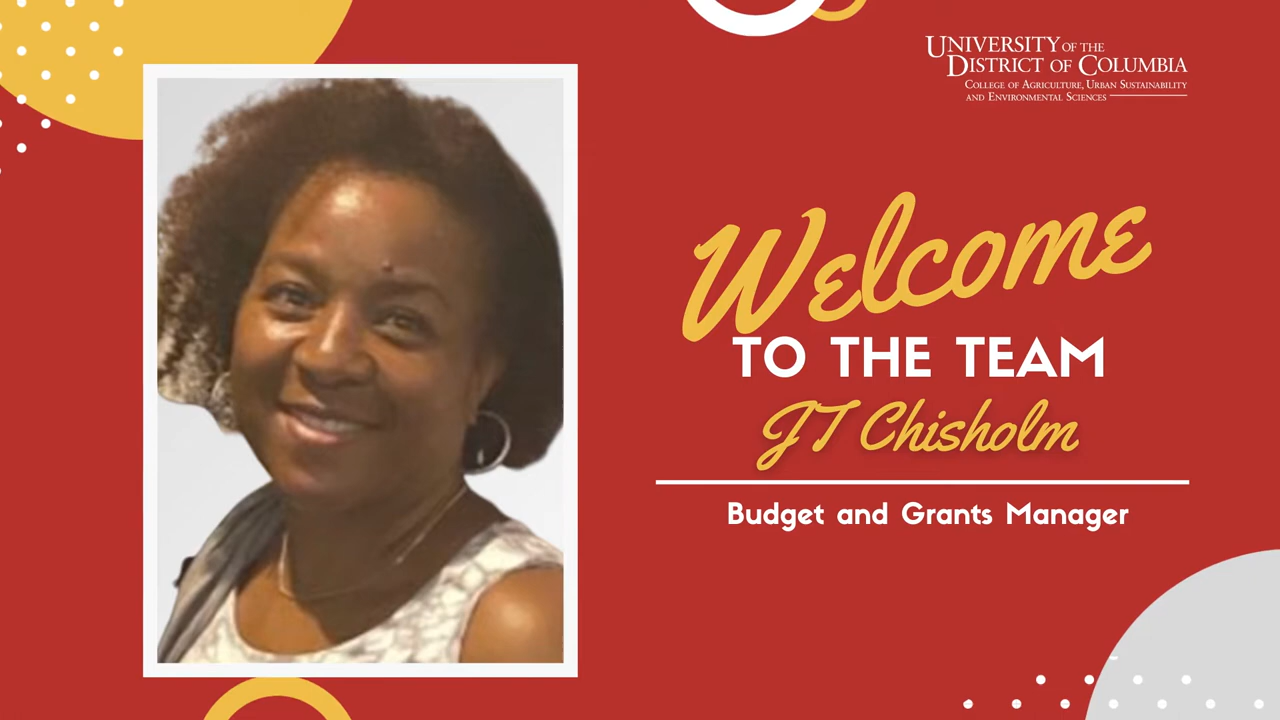 UNIVERSITY OF THE
DISTRICT OF COLUMBIA
COLLEGE OF AGRICULTURE, URBAN SUSTAINABILITY
AND ENVIRONMENTAL SCIENCES
Welcome
TO THE TEAM
JT Chisholm
Budget and Grants Manager